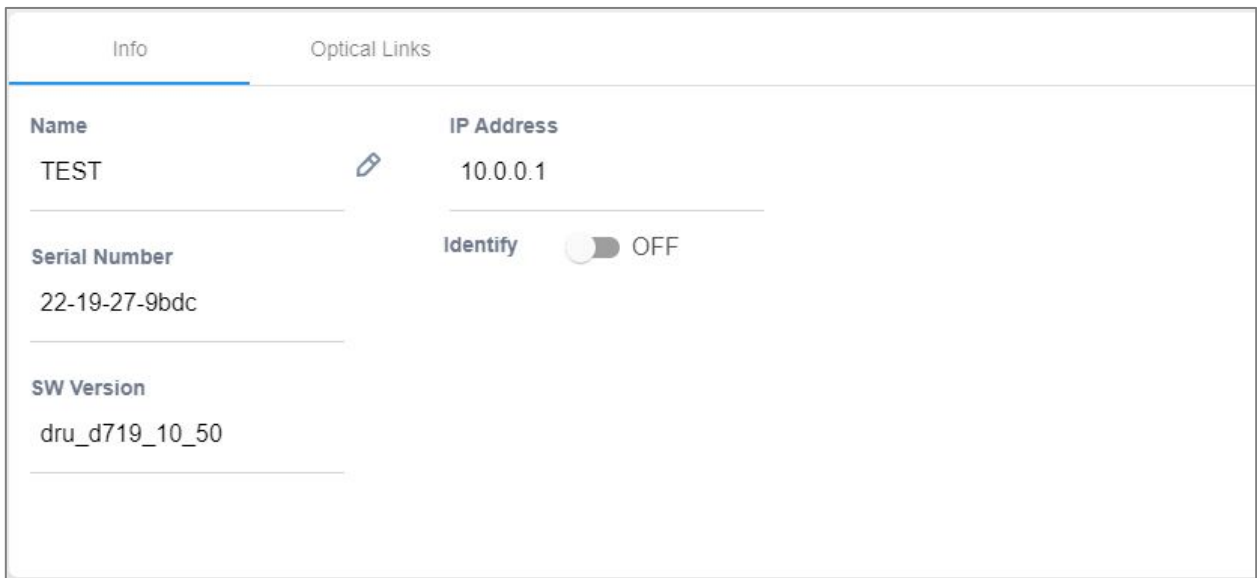 Info
Optical Links
Name
TEST
IP Address
10.0.0.1
Serial Number
22-19-27-9bdc
Identify
OFF
SW Version
dru_d719_10_50